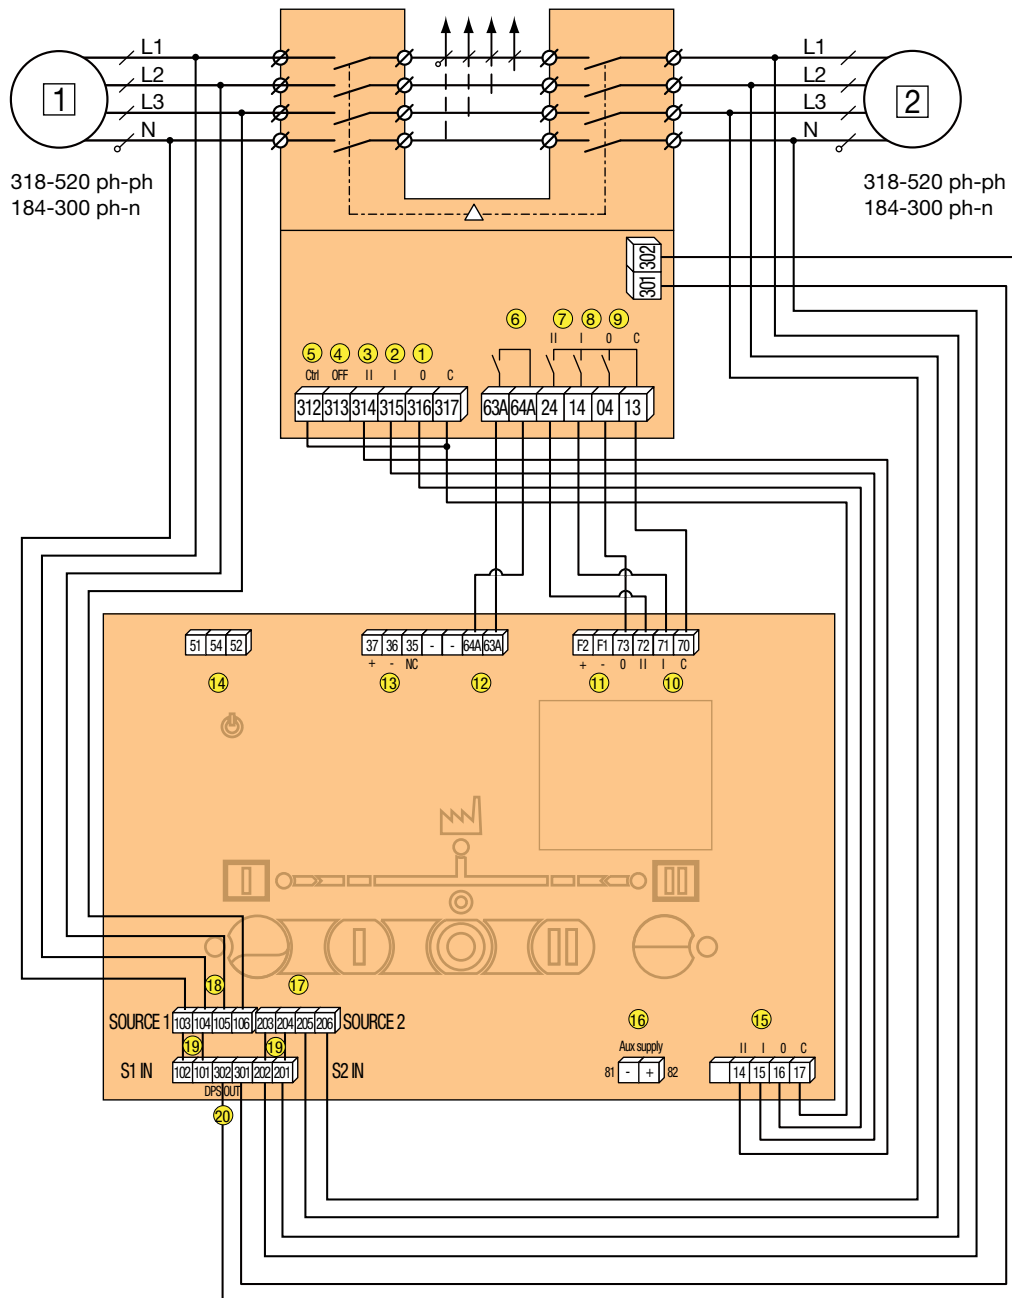 L1 L1
L2 L2
1 2
L3 L3
N N
318-520 ph-ph 318-520 ph-ph
184-300 ph-n 184-300 ph-n
302
301
6 7 8 9
II I 0 C
5 4 3 2 1
Ctrl OFF II I 0 C
312 313 314 315 316 317 63A 64A 24 14 04 13
51 54 52 37 36 35 - - 64A 63A F2 F1 73 72 71 70
+ - NC + - 0 II I C
14 13 12 11 10
I II
I II
18 17
SOURCE 1 103 104 105 106 203 204 205 206 SOURCE 2
16 15
19 19
Aux supply II I 0 C
S1 IN 102 101 302 301 202 201 S2 IN 81 - + 82 14 15 16 17
DPS OUT
20